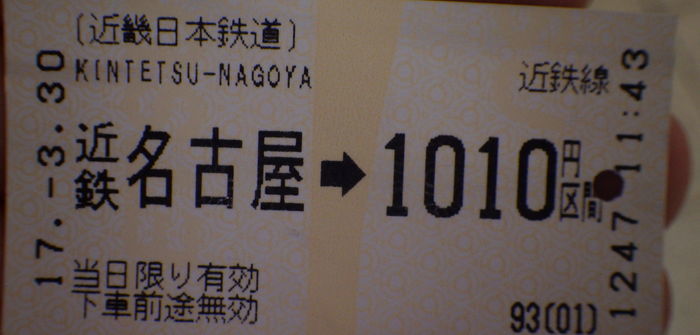 (近畿日本鉄道)
KINTETSU-NAGOYA
近鉄線
近鉄名古屋➡1010円区間
当日限り有効
下車前途無効
93(01)
17.-3.30
1247 11:43